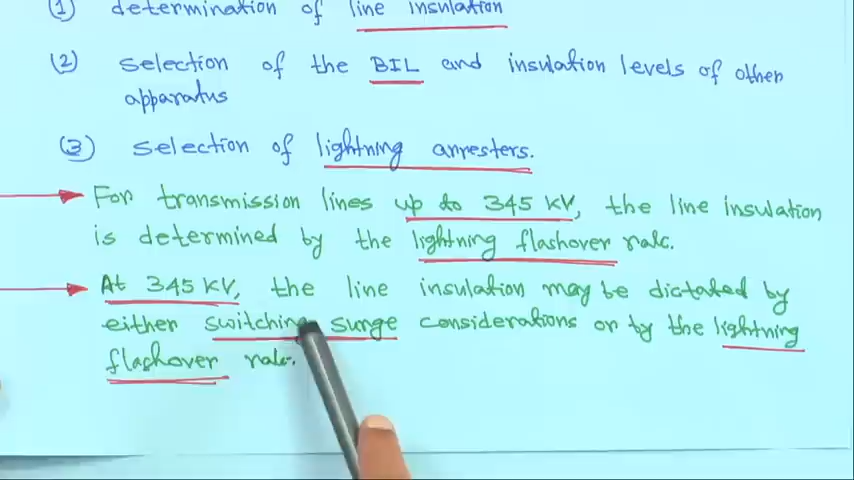 (1) determination of line insulation
(2) selection of the BIL and insulation levels of other
apparatus
(3) selection of lightning arresters.
For transmission lines up to 345 KV, the line insulation
is determined by the lightning flashover rate.
At 345 KV, the line insulation may be dictated by
either switching surge considerations or by the lightning
flashover rate.